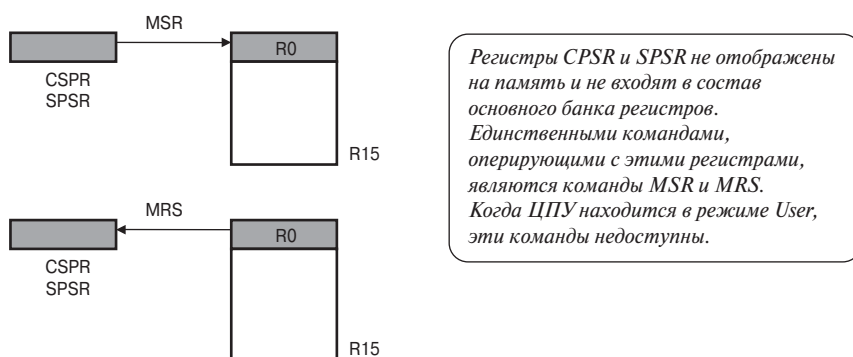 MSR
R0
CSPR
SPSR
R15
MRS
R0
CSPR
SPSR
R15
Регистры CPSR и SPSR не отображены
на память и не входят в состав
основного банка регистров.
Единственными командами,
оперирующими с этими регистрами,
являются команды MSR и MRS.
Когда ЦПУ находится в режиме User,
эти команды недоступны.